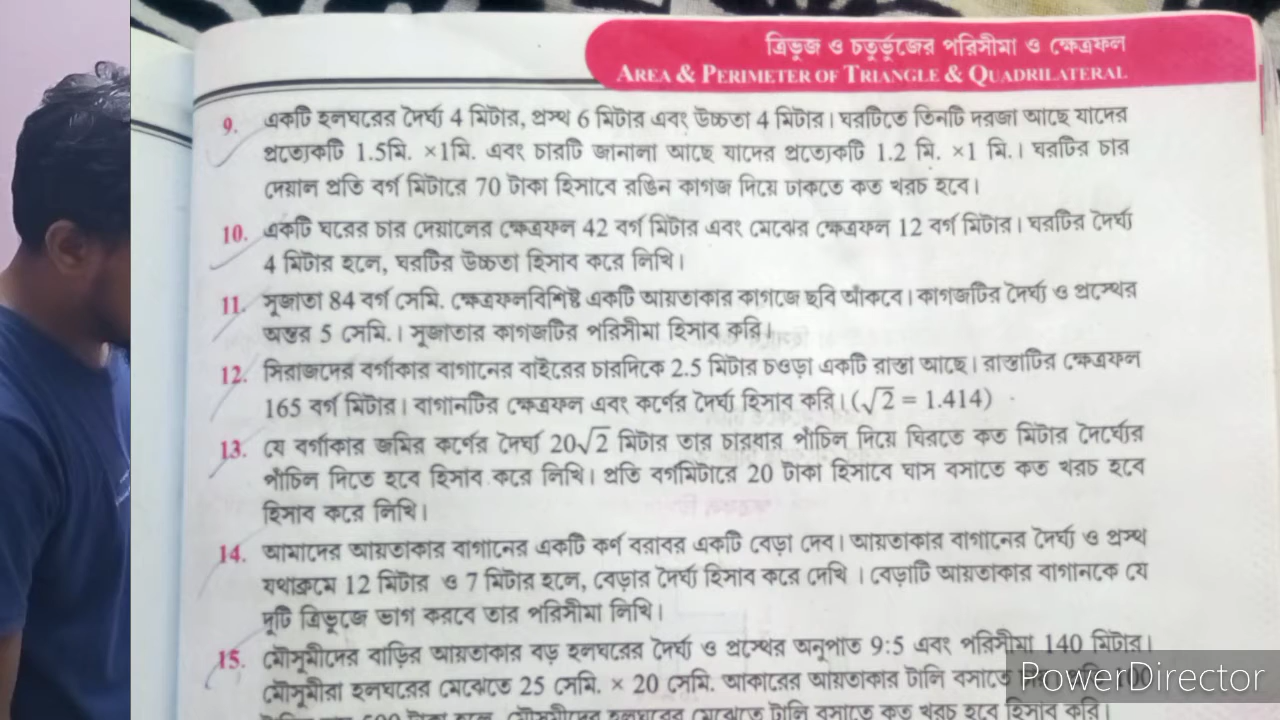 ত্রিভুজ ও চতুর্ভুজের পরিসীমা ও ক্ষেত্রফল
AREA & PERIMETER OF TRIANGLE & QUADRILATERAL
9. একটি হলঘরের দৈর্ঘ্য 4 মিটার, প্রস্থ 6 মিটার এবং উচ্চতা 4 মিটার। ঘরটিতে তিনটি দরজা আছে যাদের
প্রত্যেকটি 1.5মি. ×1মি. এবং চারটি জানালা আছে যাদের প্রত্যেকটি 1.2 মি. ×1 মি.। ঘরটির চার
দেয়াল প্রতি বর্গ মিটারে 70 টাকা হিসাবে রঙিন কাগজ দিয়ে ঢাকতে কত খরচ হবে।
10. একটি ঘরের চার দেয়ালের ক্ষেত্রফল 42 বর্গ মিটার এবং মেঝের ক্ষেত্রফল 12 বর্গ মিটার। ঘরটির দৈর্ঘ্য
4 মিটার হলে, ঘরটির উচ্চতা হিসাব করে লিখি।
11. সুজাতা 84 বর্গ সেমি. ক্ষেত্রফলবিশিষ্ট একটি আয়তাকার কাগজে ছবি আঁকবে। কাগজটির দৈর্ঘ্য ও প্রস্থের
অন্তর 5 সেমি.। সুজাতার কাগজটির পরিসীমা হিসাব করি।
12. সিরাজদের বর্গাকার বাগানের বাইরের চারদিকে 2.5 মিটার চওড়া একটি রাস্তা আছে। রাস্তাটির ক্ষেত্রফল
165 বর্গ মিটার। বাগানটির ক্ষেত্রফল এবং কর্ণের দৈর্ঘ্য হিসাব করি। (√2 = 1.414)
13. যে বর্গাকার জমির কর্ণের দৈর্ঘ্য 20√2 মিটার তার চারধার পাঁচিল দিয়ে ঘিরতে কত মিটার দৈর্ঘ্যের
পাঁচিল দিতে হবে হিসাব করে লিখি। প্রতি বর্গমিটারে 20 টাকা হিসাবে ঘাস বসাতে কত খরচ হবে
হিসাব করে লিখি।
14. আমাদের আয়তাকার বাগানের একটি কর্ণ বরাবর একটি বেড়া দেব। আয়তাকার বাগানের দৈর্ঘ্য ও প্রস্থ
যথাক্রমে 12 মিটার ও 7 মিটার হলে, বেড়ার দৈর্ঘ্য হিসাব করে দেখি । বেড়াটি আয়তাকার বাগানকে যে
দুটি ত্রিভুজে ভাগ করবে তার পরিসীমা লিখি।
15. মৌসুমীদের বাড়ির আয়তাকার বড় হলঘরের দৈর্ঘ্য ও প্রস্থের অনুপাত 9:5 এবং পরিসীমা 140 মিটার।
মৌসুমীরা হলঘরের মেঝেতে 25 সেমি. × 20 সেমি. আকারের আয়তাকার টালি বসাতে
মৌসুমীদের হলঘরের মেঝেতে টালি বসাতে কত খরচ হবে হিসাব করি।
PowerDirector